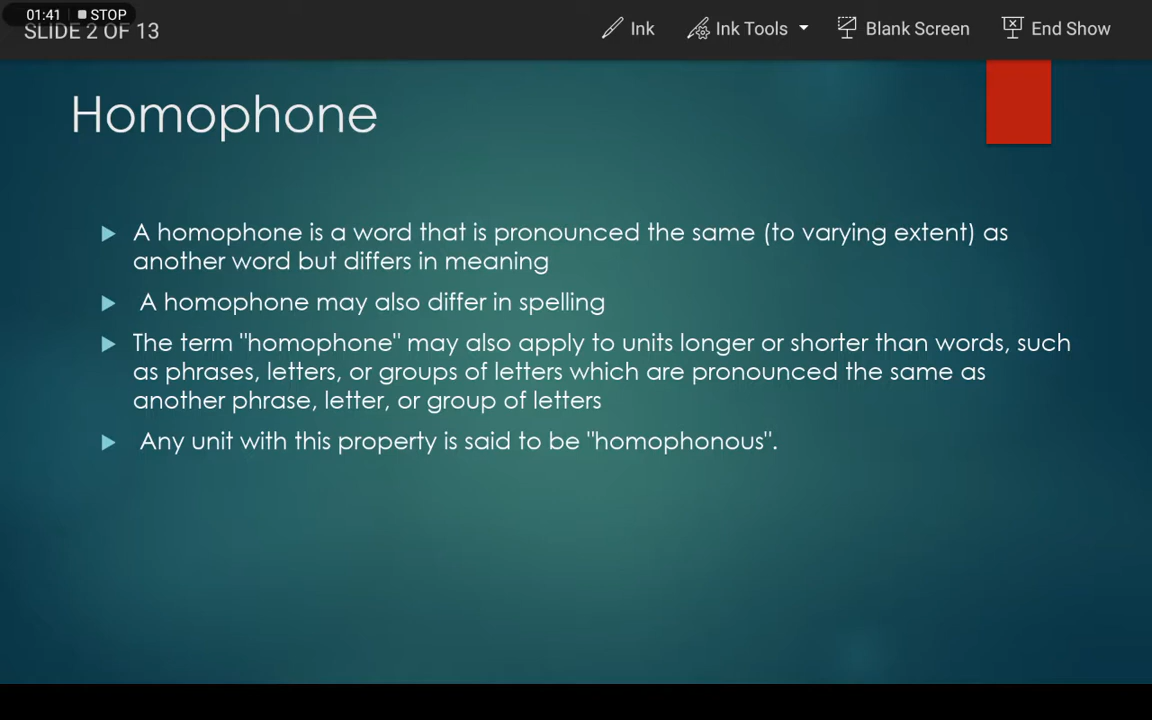 01:41 STOP
SLIDE 2 OF 13
Ink Ink Tools Blank Screen End Show
Homophone
A homophone is a word that is pronounced the same (to varying extent) as
another word but differs in meaning
A homophone may also differ in spelling
The term "homophone" may also apply to units longer or shorter than words, such
as phrases, letters, or groups of letters which are pronounced the same as
another phrase, letter, or group of letters
Any unit with this property is said to be "homophonous".